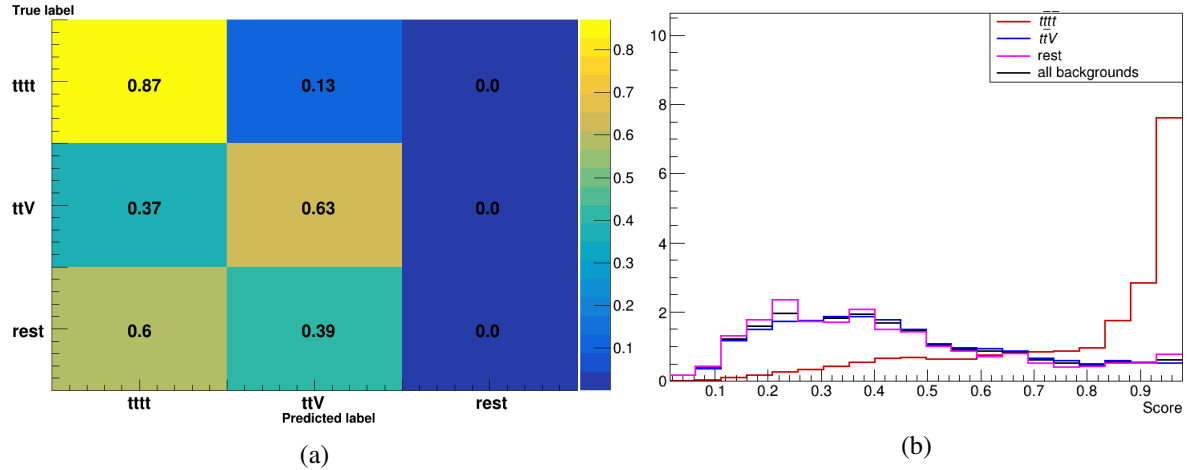 True label
tttt
0.87
0.13
0.0
ttV
0.37
0.63
0.0
rest
0.6
0.39
0.0
tttt
ttV
rest
Predicted label
0.8
0.7
0.6
0.5
0.4
0.3
0.2
0.1
(a)
10
8
6
4
2
0
0.1 0.2 0.3 0.4 0.5 0.6 0.7 0.8 0.9
Score
tttt
ttV
rest
all backgrounds
(b)